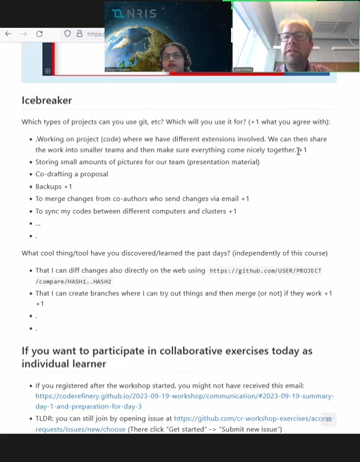 NRIS
https:
Icebreaker
Which types of projects can you use git, etc? Which will you use it for? (+1 what you agree with):
.Working on project (code) where we have different extensions involved. We can then share
the work into smaller teams and then make sure everything come nicely together. +1
Storing small amounts of pictures for our team (presentation material)
Co-drafting a proposal
Backups +1
To merge changes from co-authors who send changes via email +1
To sync my codes between different computers and clusters +1
...
.
What cool thing/tool have you discovered/learned the past days? (independently of this course)
That I can diff changes also directly on the web using https://github.com/USER/PROJECT
/compare/HASH1..HASH2
That I can create branches where I can try out things and then merge (or not) if they work +1
+1
.
.
If you want to participate in collaborative exercises today as
individual learner
If you registered after the workshop started, you might not have received this email:
https://coderefinery.github.io/2023-09-19-workshop/communication/#2023-09-19-summary-
day-1-and-preparation-for-day-3
TLDR: you can still join by opening issue at https://github.com/cr-workshop-exercises/access-
requests/issues/new/choose (There click "Get started" -> "Submit new issue")